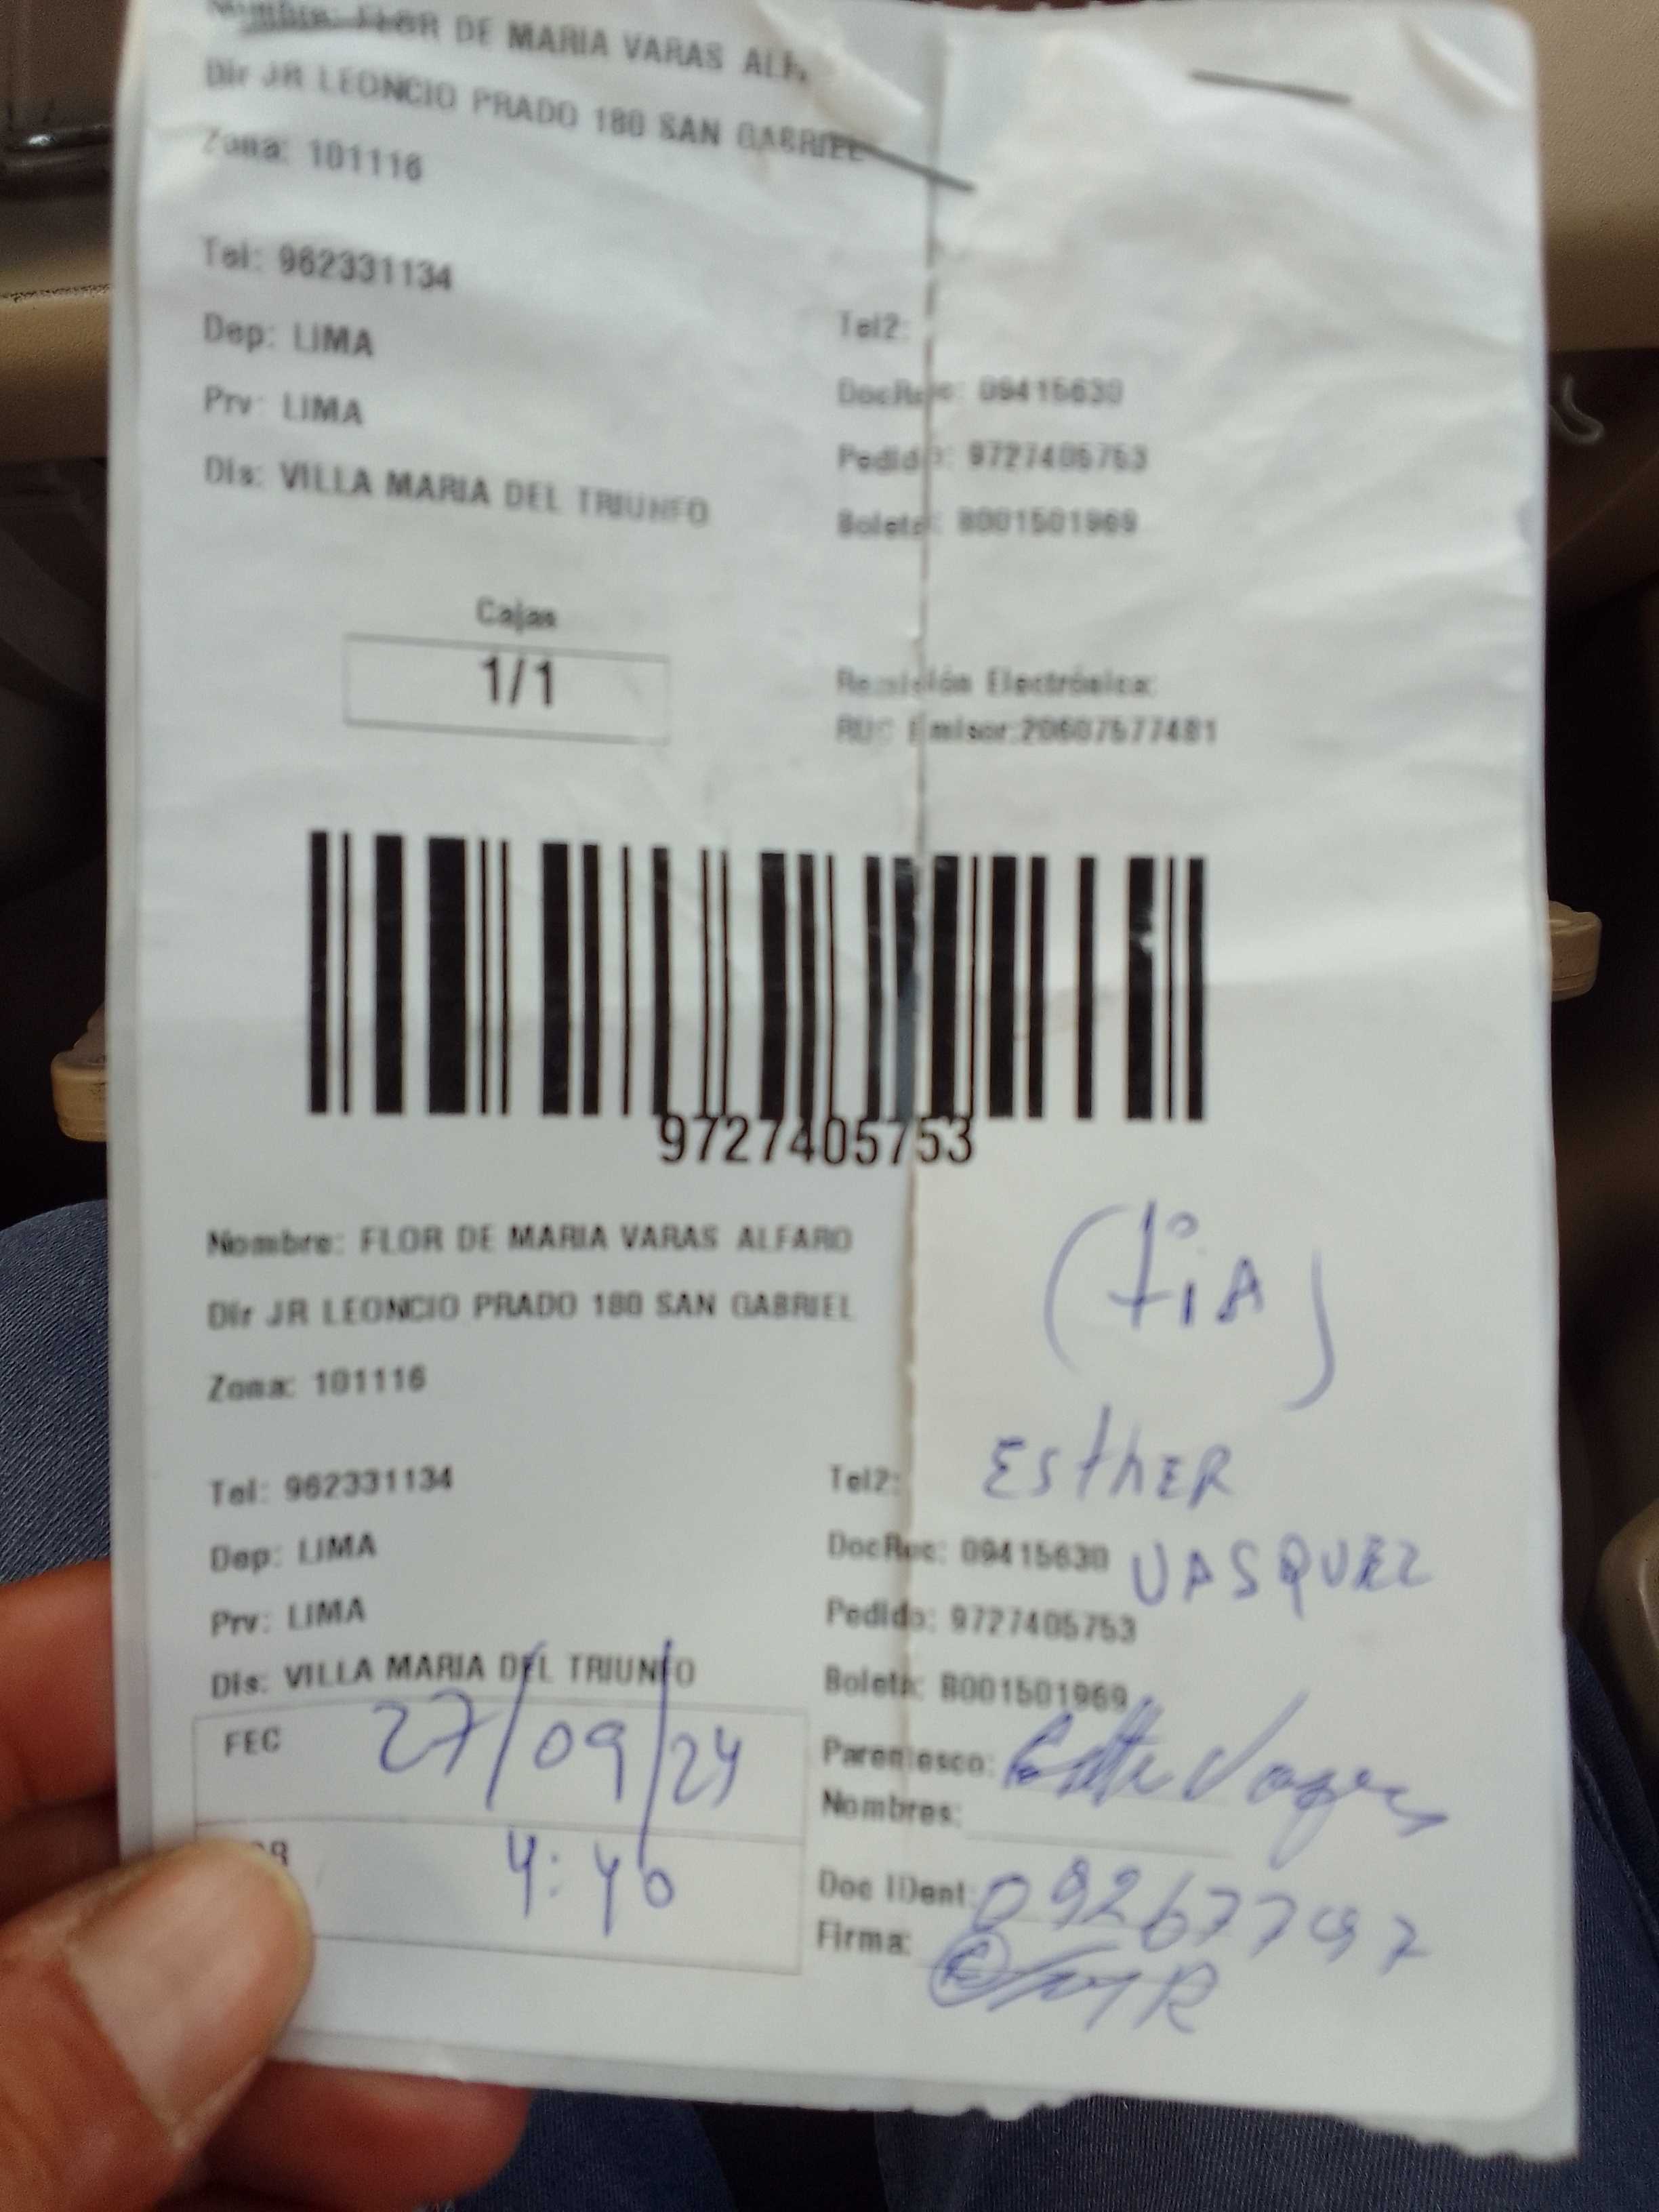 Nombre: FLOR DE MARIA VARAS ALF
Dir JR LEONCIO PRADO 180 SAN GABRIEL
Zona: 101116
Tel: 962331134
Tel2:
Dep: LIMA
DocRec: 09415630
Prv: LIMA
Pedido: 9727405753
Dis: VILLA MARIA DEL TRIUNFO
Boleta: B001501969
Cajas
1/1
Remisión Electrónica:
RUC Emisor:20607577481
9727405753
Nombre: FLOR DE MARIA VARAS ALFARO
(tiA)
Dir JR LEONCIO PRADO 180 SAN GABRIEL
Zona: 101116
Tel: 962331134
Tel2: EsthER
Dep: LIMA
DocRec: 09415630 VASQUEZ
Prv: LIMA
Pedido: 9727405753
Dis: VILLA MARIA DEL TRIUNFO
Boleta: B001501969
FEC 27/09/24
Parentesco:
Nombres:
4:40
Doc IDent: 09267797
Firma: